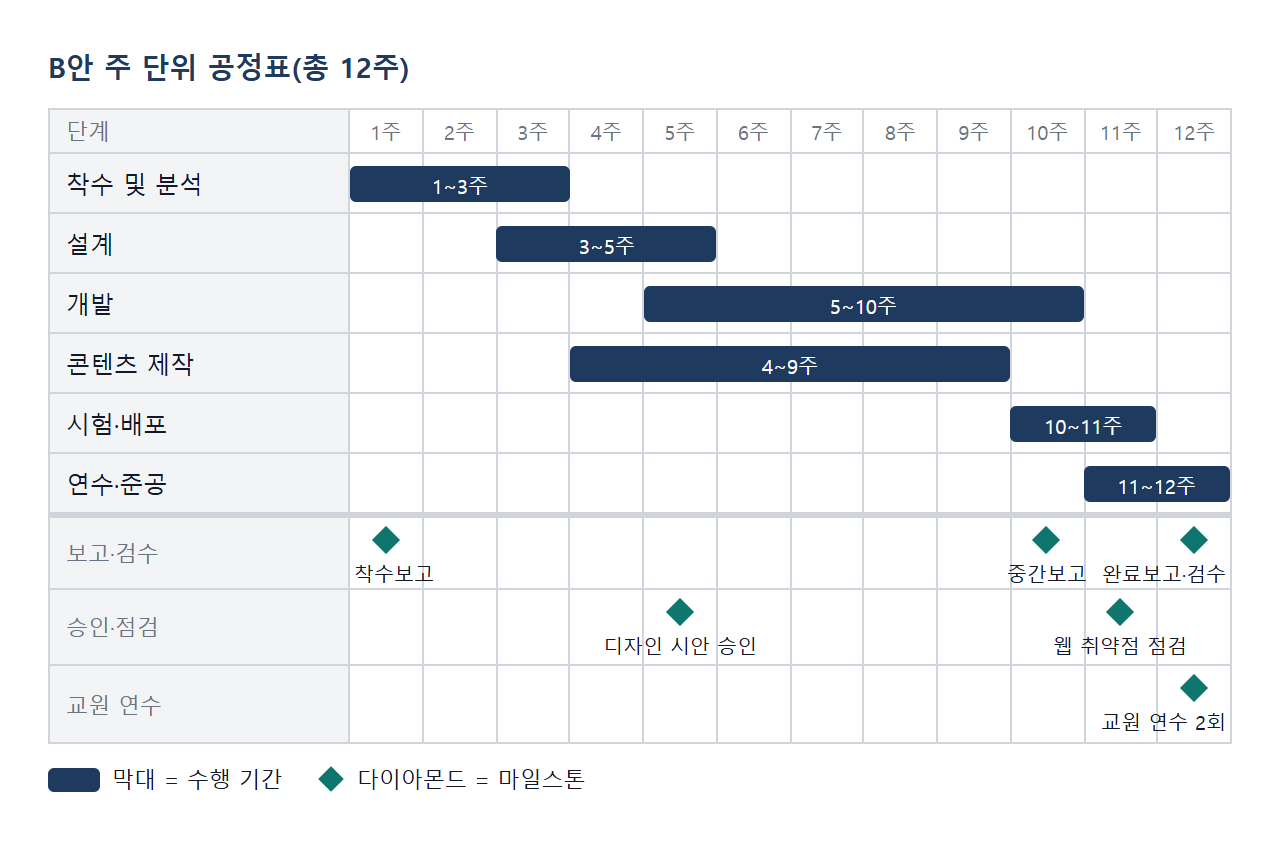 B안 주 단위 공정표(총 12주)
단계 1주 2주 3주 4주 5주 6주 7주 8주 9주 10주 11주 12주
착수 및 분석 1~3주
설계 3~5주
개발 5~10주
콘텐츠 제작 4~9주
시험·배포 10~11주
연수·준공 11~12주
보고·검수 착수보고 중간보고 완료보고·검수
승인·점검 디자인 시안 승인 웹 취약점 점검
교원 연수 교원 연수 2회
막대 = 수행 기간 다이아몬드 = 마일스톤